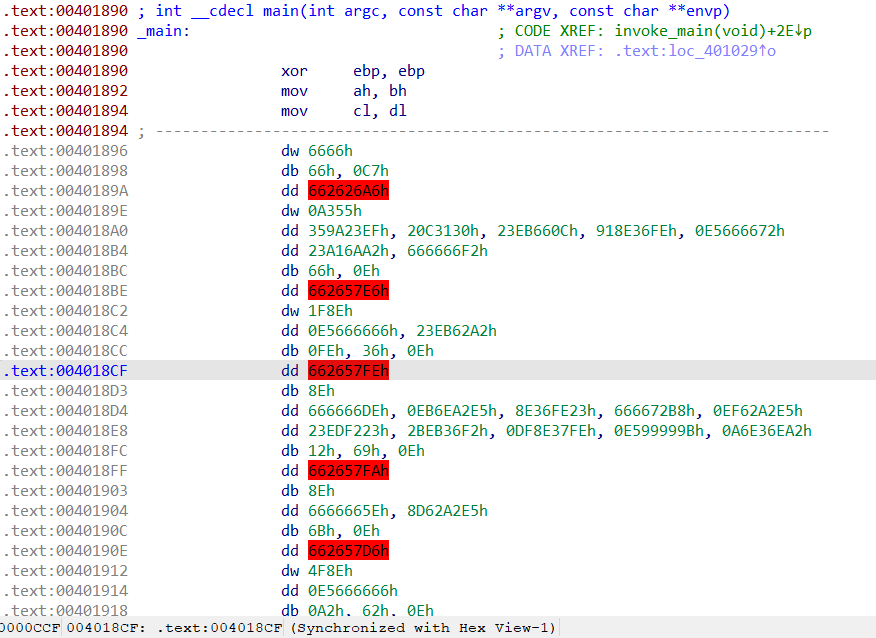 .text:00401890 ; int __cdecl main(int argc, const char **argv, const char **envp)
.text:00401890 _main: ; CODE XREF: invoke_main(void)+2E↓p
.text:00401890 ; DATA XREF: .text:loc_401029↑o
.text:00401890 xor ebp, ebp
.text:00401892 mov ah, bh
.text:00401894 mov cl, dl
.text:00401894 ; ---------------------------------------------------------------------------
.text:00401896 dw 6666h
.text:00401898 db 66h, 0C7h
.text:0040189A dd 662626A6h
.text:0040189E dw 0A355h
.text:004018A0 dd 359A23EFh, 20C3130h, 23EB660Ch, 918E36FEh, 0E5666672h
.text:004018B4 dd 23A16AA2h, 666666F2h
.text:004018BC db 66h, 0Eh
.text:004018BE dd 662657E6h
.text:004018C2 dw 1F8Eh
.text:004018C4 dd 0E5666666h, 23EB62A2h
.text:004018CC db 0FEh, 36h, 0Eh
.text:004018CF dd 662657FEh
.text:004018D3 db 8Eh
.text:004018D4 dd 666666DEh, 0EB6EA2E5h, 8E36FE23h, 666672B8h, 0EF62A2E5h
.text:004018E8 dd 23EDF223h, 2BEB36F2h, 0DF8E37FEh, 0E599999Bh, 0A6E36EA2h
.text:004018FC db 12h, 69h, 0Eh
.text:004018FF dd 662657FAh
.text:00401903 db 8Eh
.text:00401904 dd 6666665Eh, 8D62A2E5h
.text:0040190C db 6Bh, 0Eh
.text:0040190E dd 662657D6h
.text:00401912 dw 4F8Eh
.text:00401914 dd 0E5666666h
.text:00401918 db 0A2h, 62h, 0Eh
0000CCF 004018CF: .text:004018CF (Synchronized with Hex View-1)